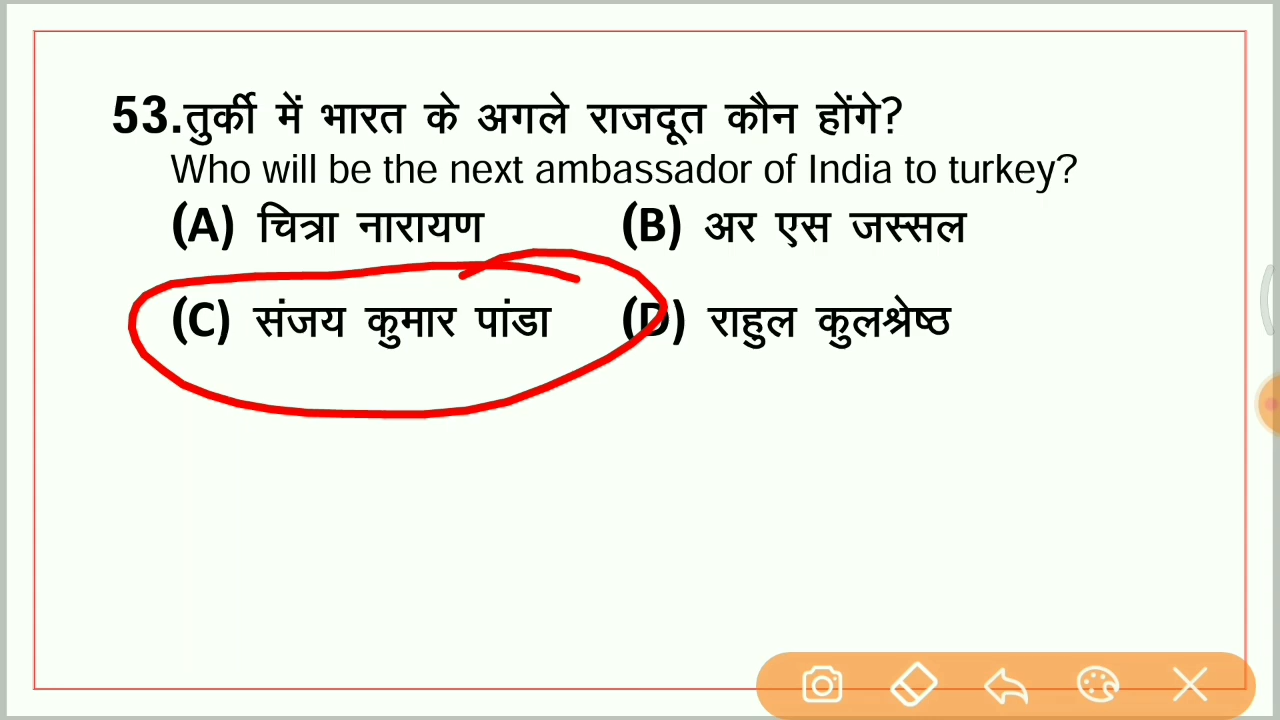 53.तुर्की में भारत के अगले राजदूत कौन होंगे?
Who will be the next ambassador of India to turkey?
(A) चित्रा नारायण (B) अर एस जस्सल
(C) संजय कुमार पांडा (D) राहुल कुलश्रेष्ठ